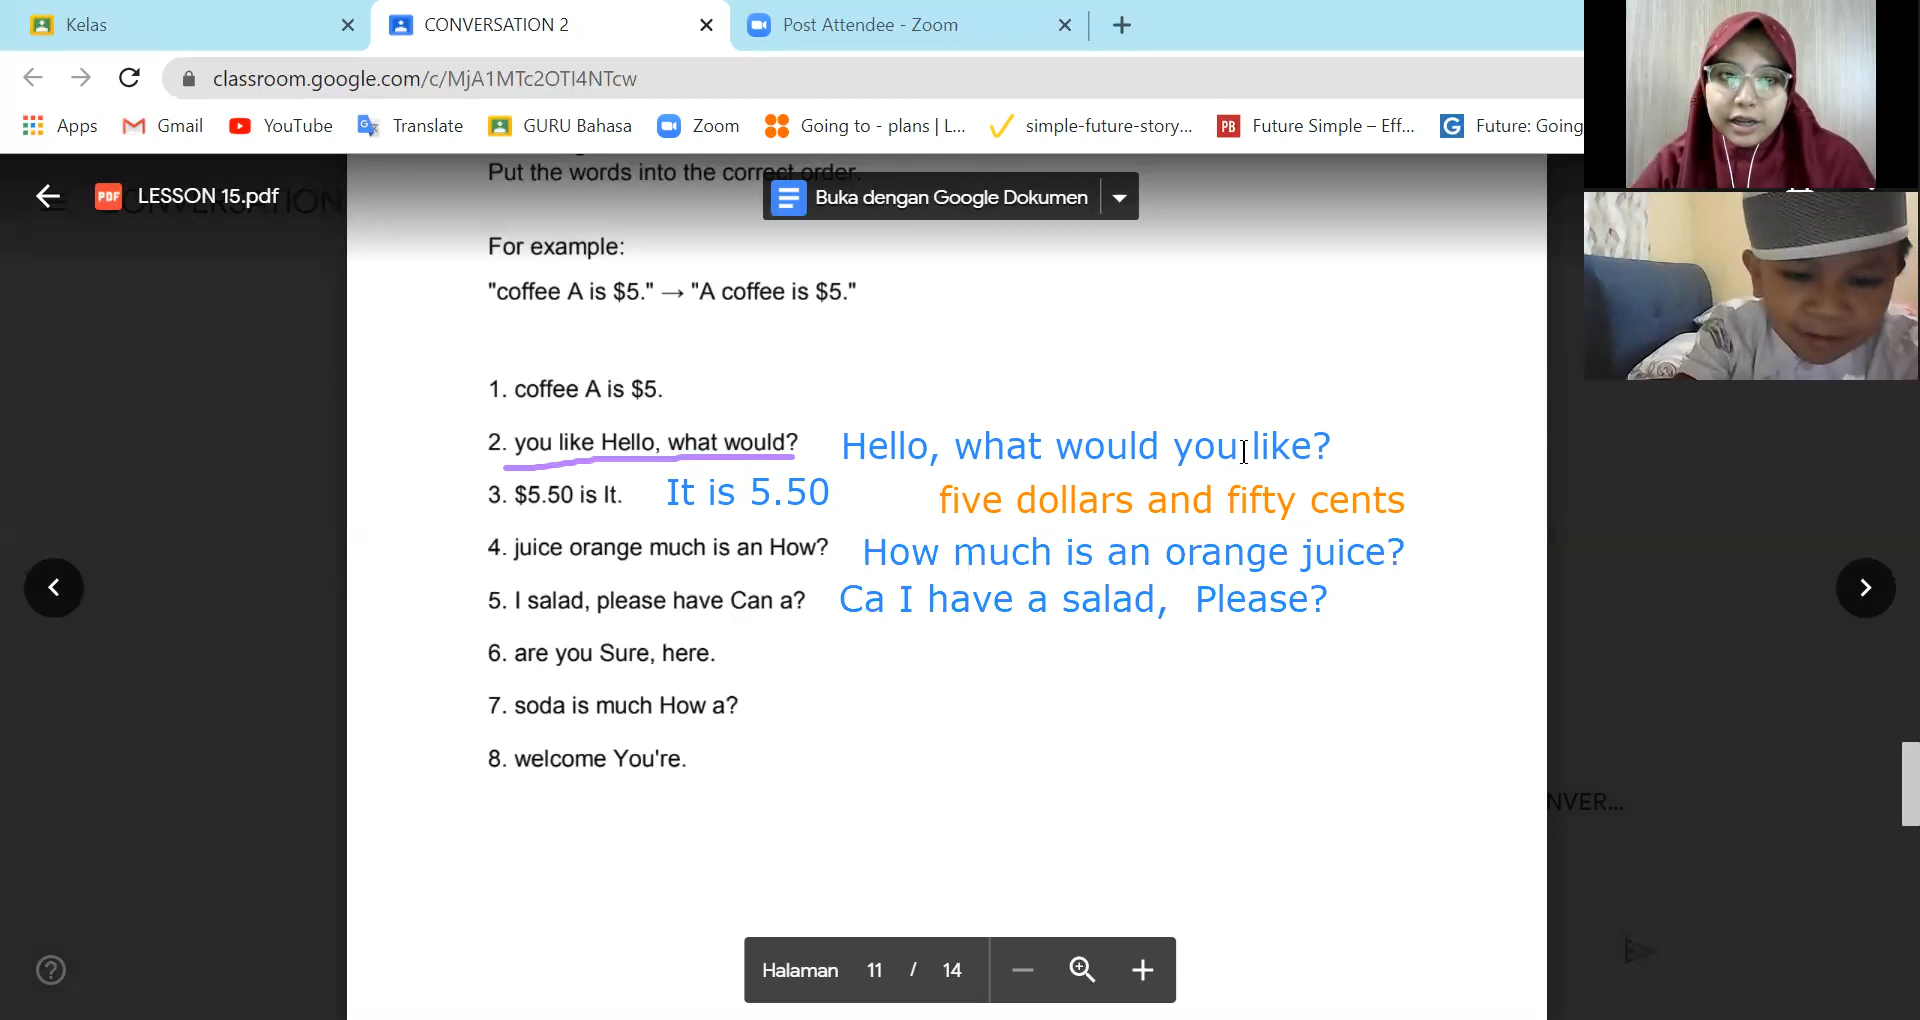 Kelas
CONVERSATION 2
Post Attendee - Zoom
classroom.google.com/c/MjA1MTc2OTI4NTcw
Apps
Gmail
YouTube
Translate
GURU Bahasa
Zoom
Going to - plans | L...
simple-future-story...
PB
Future Simple – Eff...
G
Future: Going
PDF LESSON 15.pdf
CONVERSATION
Put the words into the correct order.
Buka dengan Google Dokumen
For example:
"coffee A is $5." → "A coffee is $5."
1. coffee A is $5.
2. you like Hello, what would? Hello, what would you like?
3. $5.50 is It. It is 5.50 five dollars and fifty cents
4. juice orange much is an How? How much is an orange juice?
5. I salad, please have Can a? Ca I have a salad, Please?
6. are you Sure, here.
7. soda is much How a?
8. welcome You're.
NVER...
Halaman 11 / 14